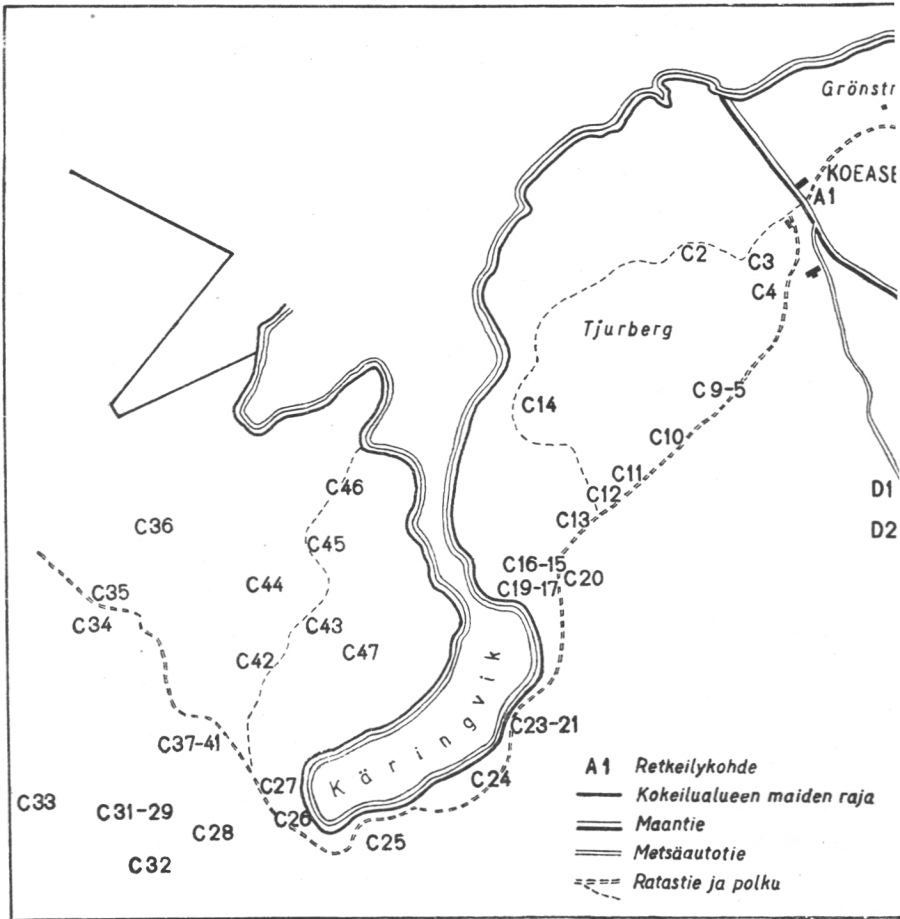 Grönstr
KOEASE
A1
C2
C3
C4
Tjurberg
C9-5
C14
C10
C46
C11
D1
C12
C36
C13
D2
C45
C16-15
C44
C20
C19-17
C35
C34
C43
C47
C42
Käringvik
C23-21
C37-41
C24
C27
C33
C31-29
C26
C28
C25
C32
A1 Retkeilykohde
Kokeilualueen maiden raja
Maantie
Metsäautotie
Ratastie ja polku